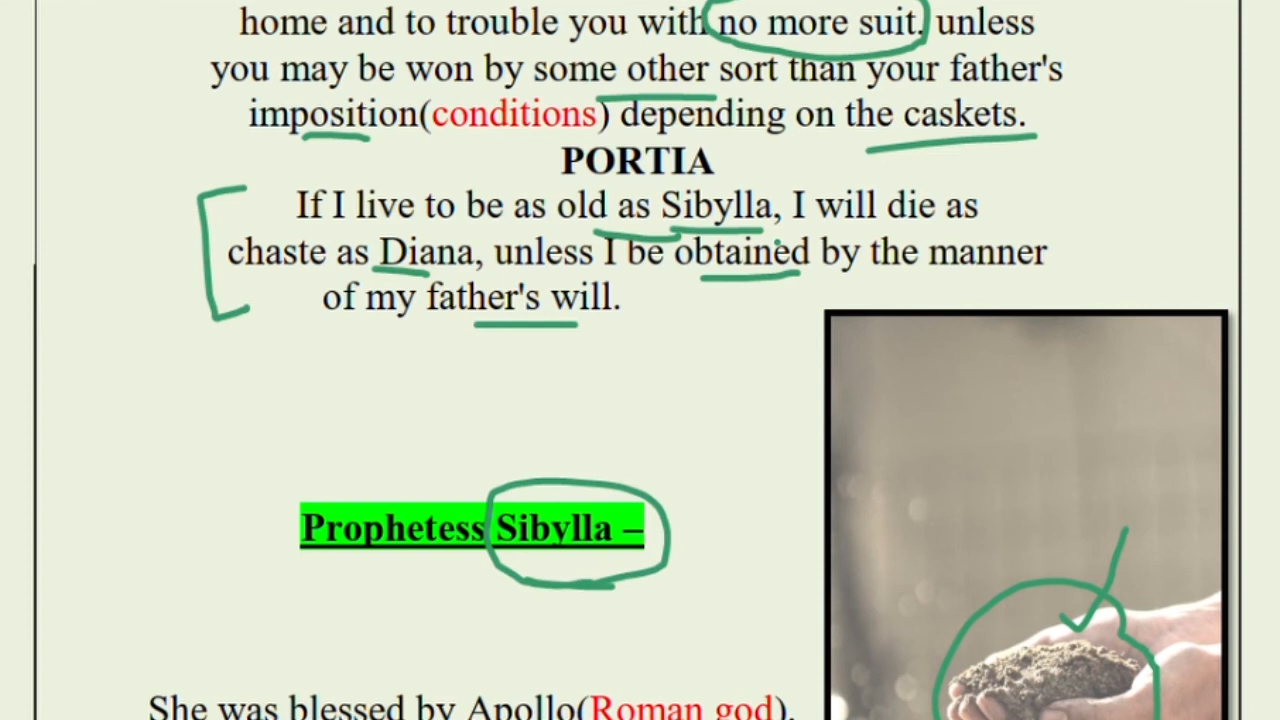 home and to trouble you with no more suit. unless
you may be won by some other sort than your father's
imposition(conditions) depending on the caskets.
PORTIA
If I live to be as old as Sibylla, I will die as
chaste as Diana, unless I be obtained by the manner
of my father's will.
Prophetess Sibylla –
She was blessed by Apollo(Roman god).